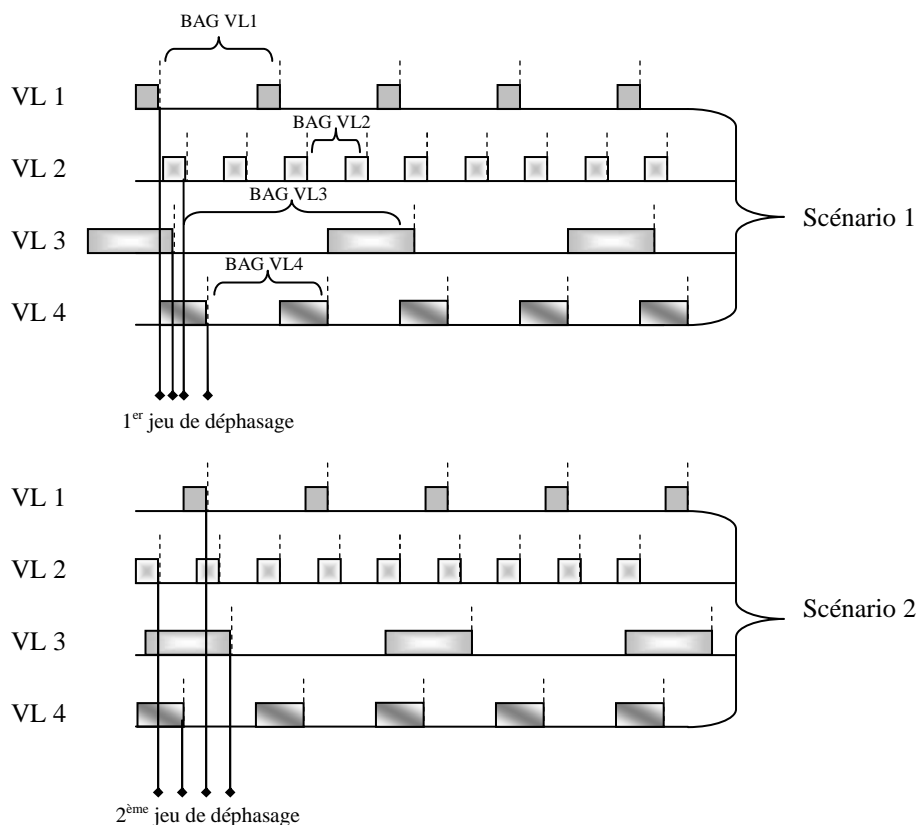 BAG VL1
VL 1
BAG VL2
VL 2
BAG VL3
Scénario 1
VL 3
BAG VL4
VL 4
1er jeu de déphasage
VL 1
VL 2
Scénario 2
VL 3
VL 4
2ème jeu de déphasage